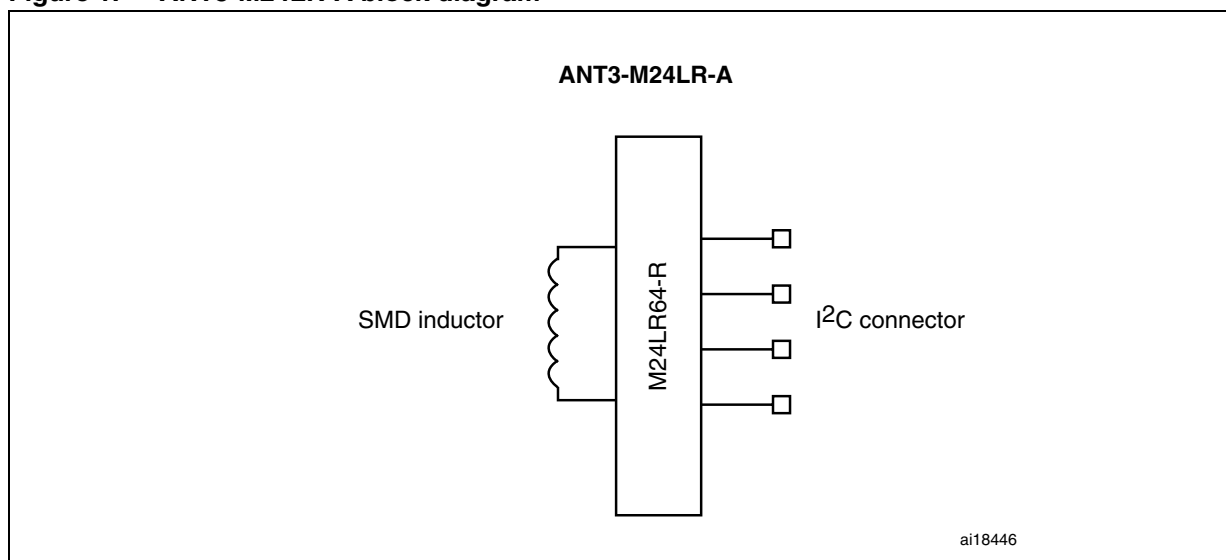 ANT3-M24LR-A
M24LR64-R
SMD inductor
I2C connector
ai18446